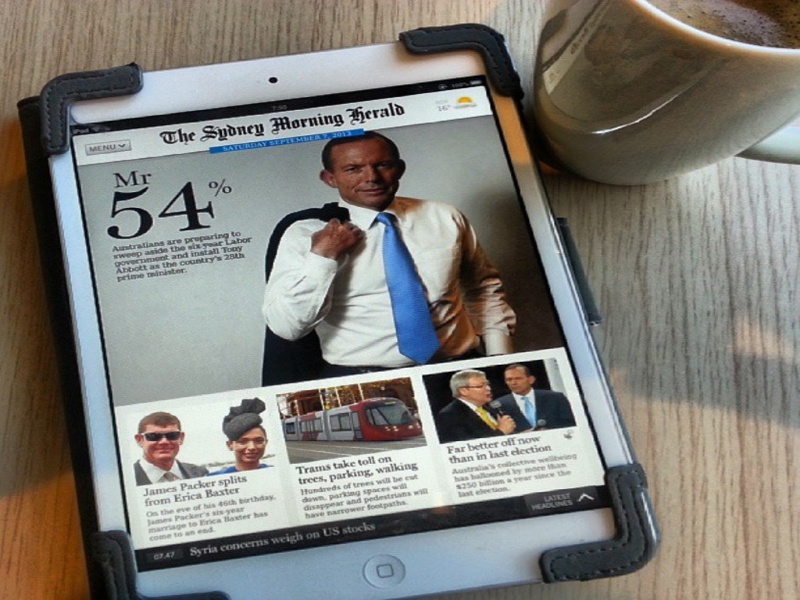 iPad
7:50
100%
MENU
The Sydney Morning Herald
16°
SATURDAY SEPTEMBER 7, 2013
Mr
54%
Australians are preparing to
sweep aside the six-year Labor
government and install Tony
Abbott as the country's 28th
prime minister.
James Packer splits
from Erica Baxter
On the eve of his 46th birthday,
James Packer's six-year
marriage to Erica Baxter has
come to an end.
Trams take toll on
trees, parking, walking
Hundreds of trees will be cut
down, parking spaces will
disappear and pedestrians will
have narrower footpaths.
Far better off now
than in last election
Australia's collective wellbeing
has ballooned by more than
$250 billion a year since the
last election.
LATEST
HEADLINES
07.47 Syria concerns weigh on US stocks